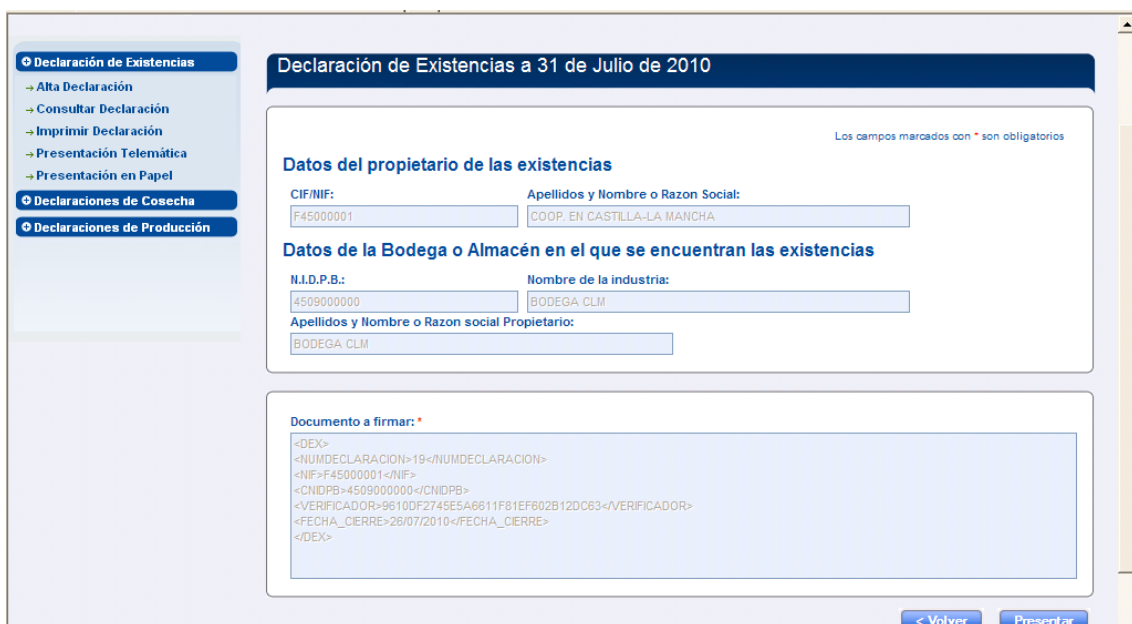 Declaración de Existencias
Alta Declaración
Consultar Declaración
Imprimir Declaración
Presentación Telemática
Presentación en Papel
Declaraciones de Cosecha
Declaraciones de Producción
Declaración de Existencias a 31 de Julio de 2010
Los campos marcados con * son obligatorios
Datos del propietario de las existencias
CIF/NIF: Apellidos y Nombre o Razon Social:
F45000001 COOP. EN CASTILLA-LA MANCHA
Datos de la Bodega o Almacén en el que se encuentran las existencias
N.I.D.P.B.: Nombre de la industria:
4509000000 BODEGA CLM
Apellidos y Nombre o Razon social Propietario:
BODEGA CLM
Documento a firmar: *
<DEX>
<NUMDECLARACION>19</NUMDECLARACION>
<NIF>F45000001</NIF>
<CNIDPB>4509000000</CNIDPB>
<VERIFICADOR>9610DF2745E5A6611F81EF602B12DC63</VERIFICADOR>
<FECHA_CIERRE>26/07/2010</FECHA_CIERRE>
</DEX>
< Volver Presentar